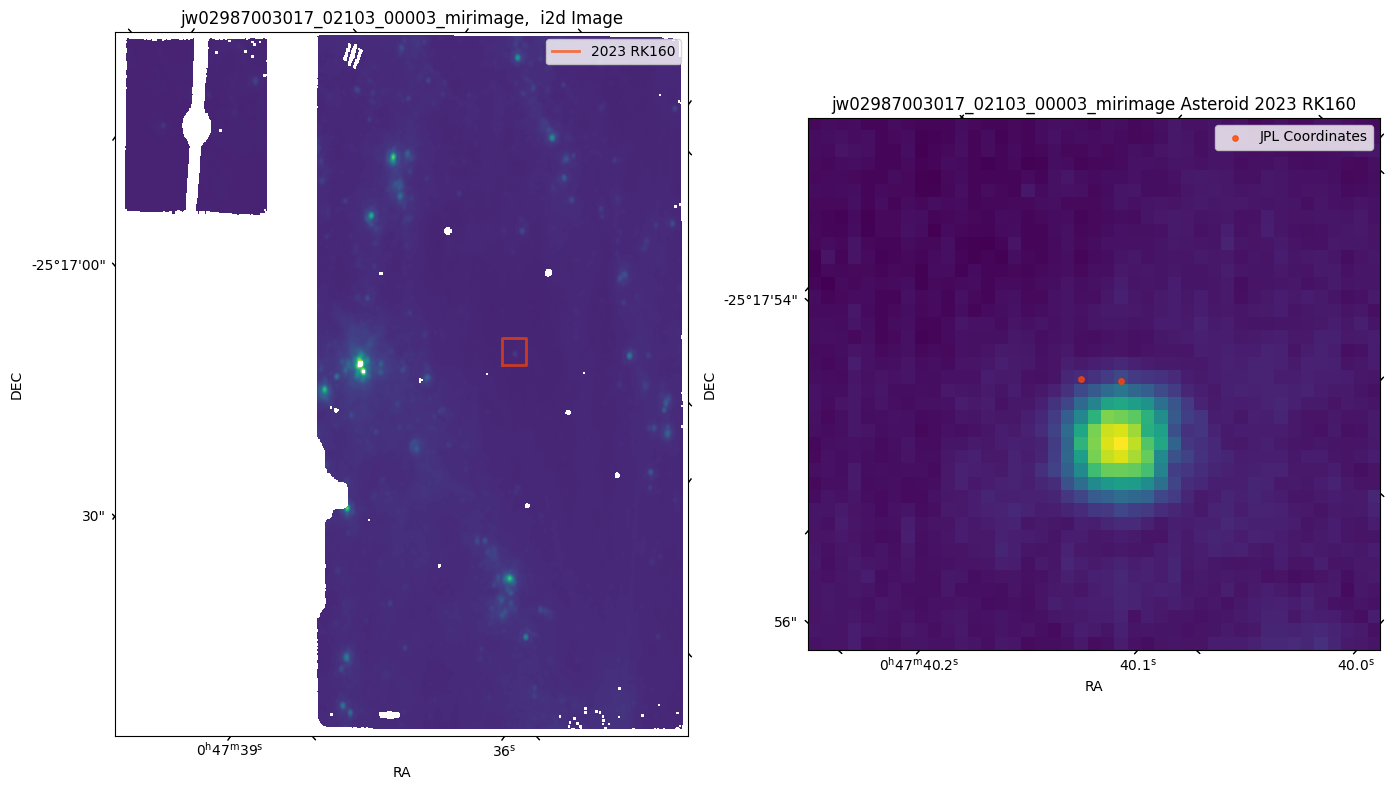 jw02987003017_02103_00003_mirimage,  i2d Image
2023 RK160
-25°17'00"
30"
DEC
0h47m39s
36s
RA
jw02987003017_02103_00003_mirimage Asteroid 2023 RK160
JPL Coordinates
-25°17'54"
56"
DEC
0h47m40.2s
40.1s
40.0s
RA